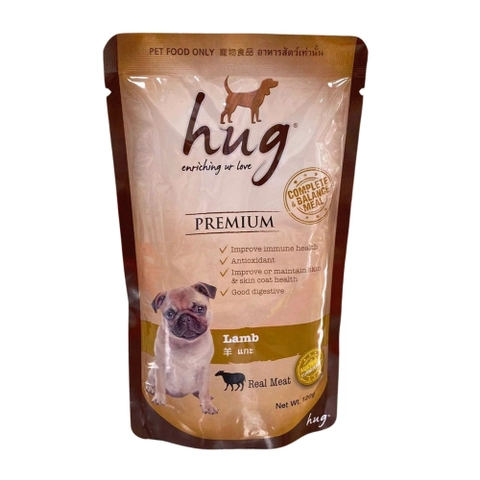 PET FOOD ONLY 寵物食品 อาหารสัตว์เท่านั้น
hug®
enriching ur love
COMPLETE
& BALANCE
MEAL
PREMIUM
Improve immune health
Antioxidant
Improve or maintain skin
& skin coat health
Good digestive
Lamb
羊 แกะ
Real Meat
Net Wt. 120g
hug